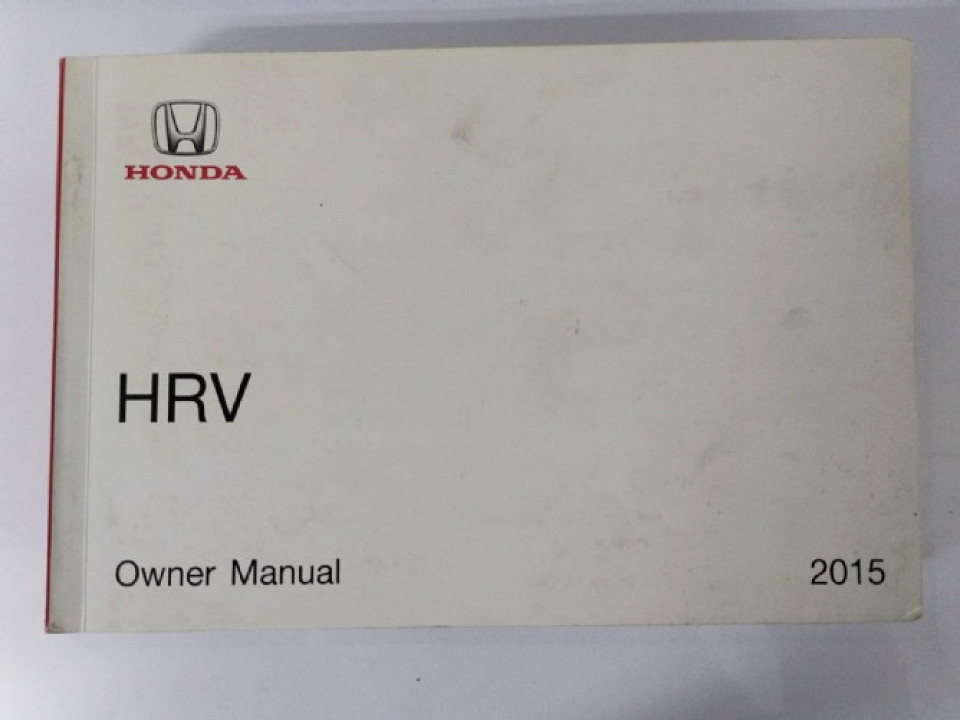 HONDA
HRV
Owner Manual
2015